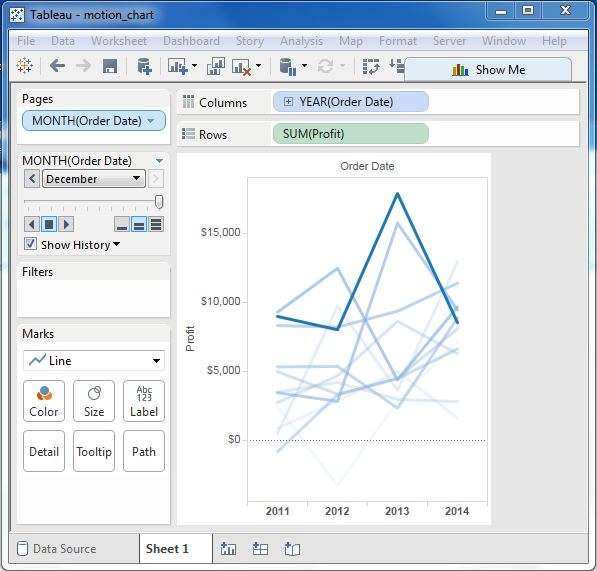 Tableau - motion_chart
File Data Worksheet Dashboard Story Analysis Map Format Server Window Help
Show Me
Pages
MONTH(Order Date)
Columns
YEAR(Order Date)
Rows
SUM(Profit)
MONTH(Order Date)
December
Show History
Filters
Marks
Line
Color
Size
Abc
123
Label
Detail
Tooltip
Path
Order Date
Profit
$15,000
$10,000
$5,000
$0
2011 2012 2013 2014
Data Source
Sheet 1